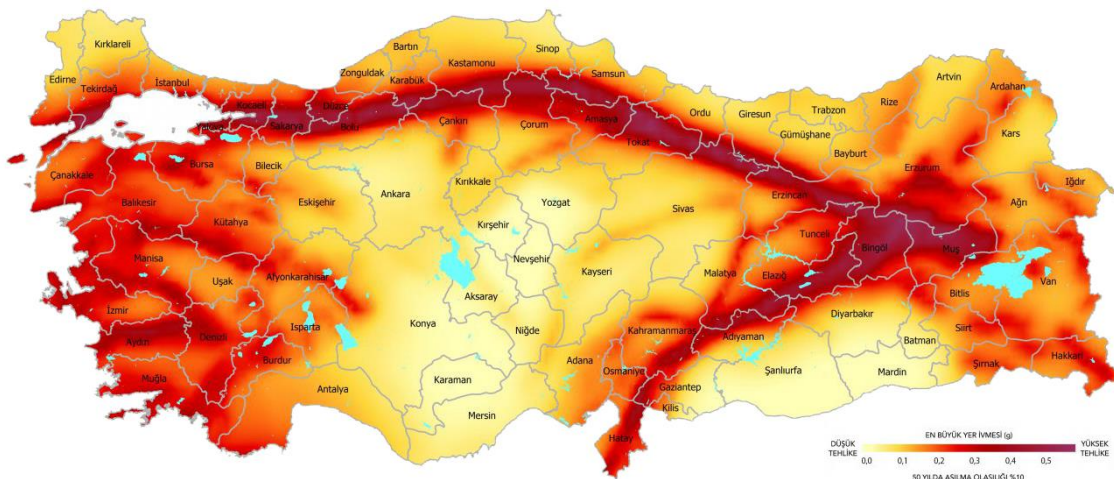 Kırklareli
Edirne
Tekirdağ
İstanbul
Kocaeli
Yalova
Sakarya
Düzce
Bolu
Zonguldak
Bartın
Karabük
Kastamonu
Sinop
Samsun
Çankırı
Çorum
Amasya
Tokat
Ordu
Giresun
Trabzon
Rize
Artvin
Ardahan
Kars
Gümüşhane
Bayburt
Erzurum
Iğdır
Ağrı
Çanakkale
Balıkesir
Bursa
Bilecik
Eskişehir
Ankara
Kırıkkale
Yozgat
Sivas
Erzincan
Tunceli
Bingöl
Muş
Kütahya
Manisa
Uşak
Afyonkarahisar
Kırşehir
Nevşehir
Kayseri
Malatya
Elazığ
Bitlis
Van
İzmir
Aydın
Denizli
Isparta
Burdur
Konya
Aksaray
Niğde
Kahramanmaraş
Adıyaman
Diyarbakır
Batman
Siirt
Şırnak
Hakkari
Muğla
Antalya
Karaman
Mersin
Adana
Osmaniye
Gaziantep
Kilis
Şanlıurfa
Mardin
Hatay
EN BÜYÜK YER İVMESİ (g)
DÜŞÜK TEHLİKE
YÜKSEK TEHLİKE
0,0 0,1 0,2 0,3 0,4 0,5
50 YILDA AŞILMA OLASILIĞI %10